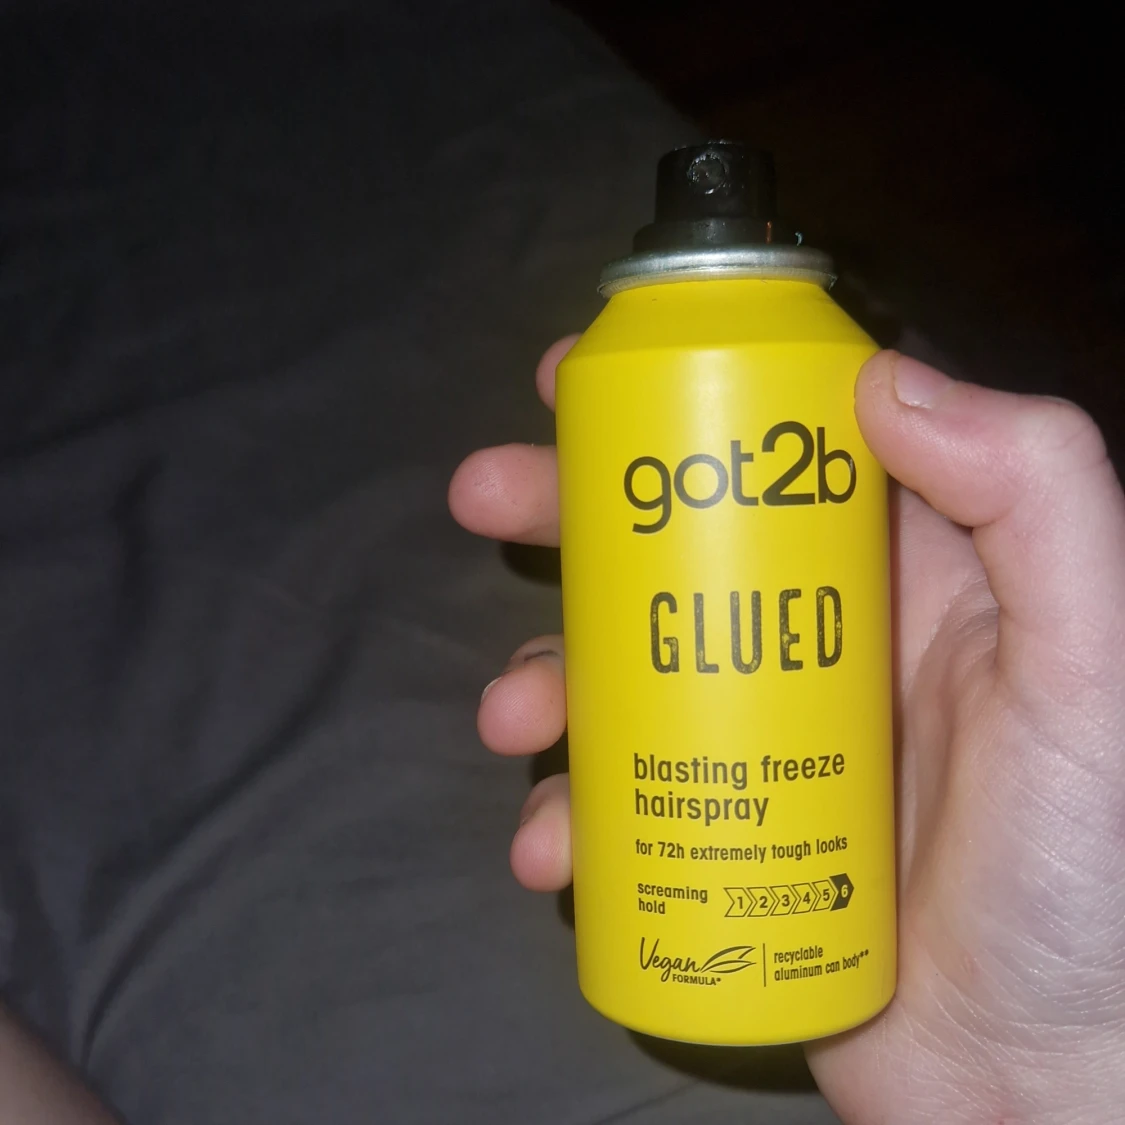 got2b
GLUED
blasting freeze
hairspray
for 72h extremely tough looks
screaming
hold
1 2 3 4 5 6
Vegan
FORMULA*
recyclable
aluminum can body**